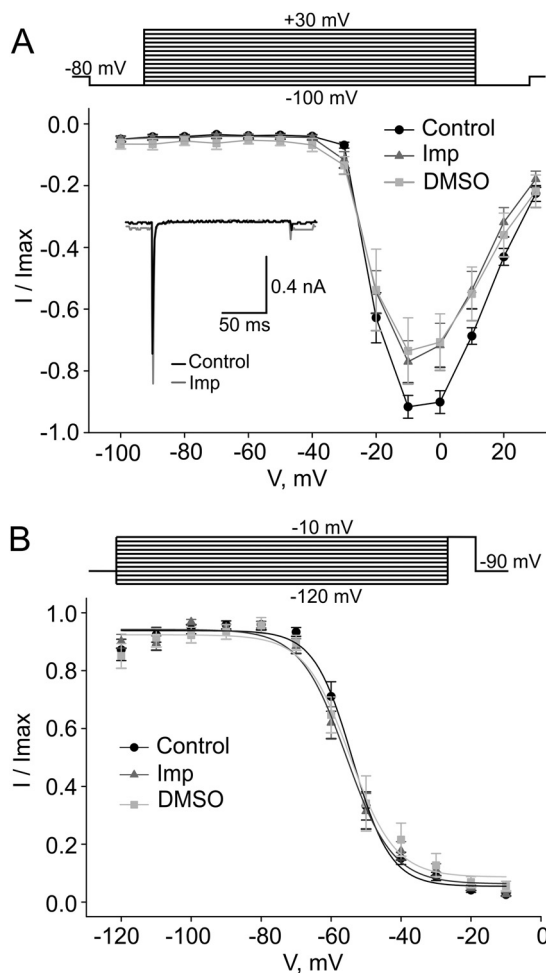 A
+30 mV
-80 mV
-100 mV
0.0
-0.2
-0.4
-0.6
-0.8
-1.0
I / Imax
Control
Imp
DMSO
0.4 nA
50 ms
Control
Imp
-100 -80 -60 -40 -20 0 20
V, mV
B
-10 mV
-90 mV
-120 mV
1.0
0.8
0.6
0.4
0.2
0.0
I / Imax
Control
Imp
DMSO
-120 -100 -80 -60 -40 -20 0
V, mV